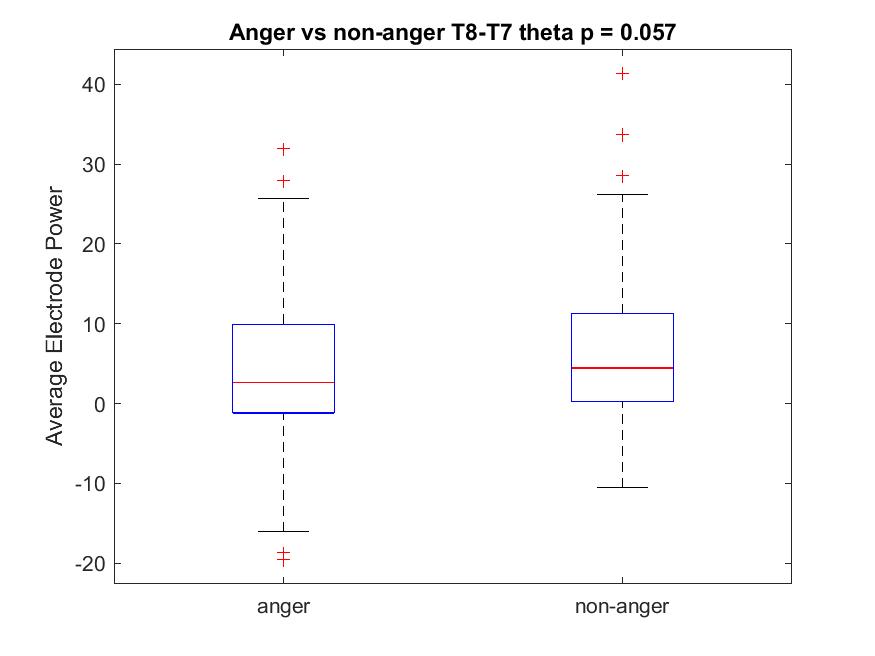 Anger vs non-anger T8-T7 theta p = 0.057
Average Electrode Power
40
30
20
10
0
-10
-20
anger
non-anger